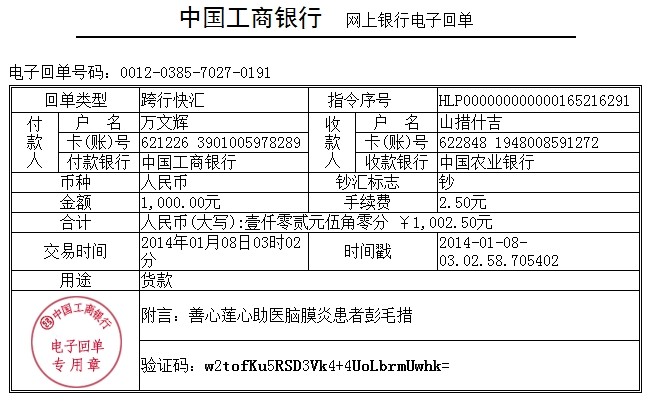 中国工商银行 网上银行电子回单
电子回单号码：0012-0385-7027-0191
回单类型 跨行快汇 指令序号 HLP000000000000165216291
付款人 户 名 万文辉 收款人 户 名 山措什吉
卡(账)号 621226 3901005978289 卡(账)号 622848 1948008591272
付款银行 中国工商银行 收款银行 中国农业银行
币种 人民币 钞汇标志 钞
金额 1,000.00元 手续费 2.50元
合计 人民币(大写):壹仟零贰元伍角零分 ￥1,002.50元
交易时间 2014年01月08日03时02分 时间戳 2014-01-08-03.02.58.705402
用途 货款
中国工商银行
电子回单
专用章
附言：善心莲心助医脑膜炎患者彭毛措
验证码：w2tofKu5RSD3Vk4+4UoLbrmUwhk=